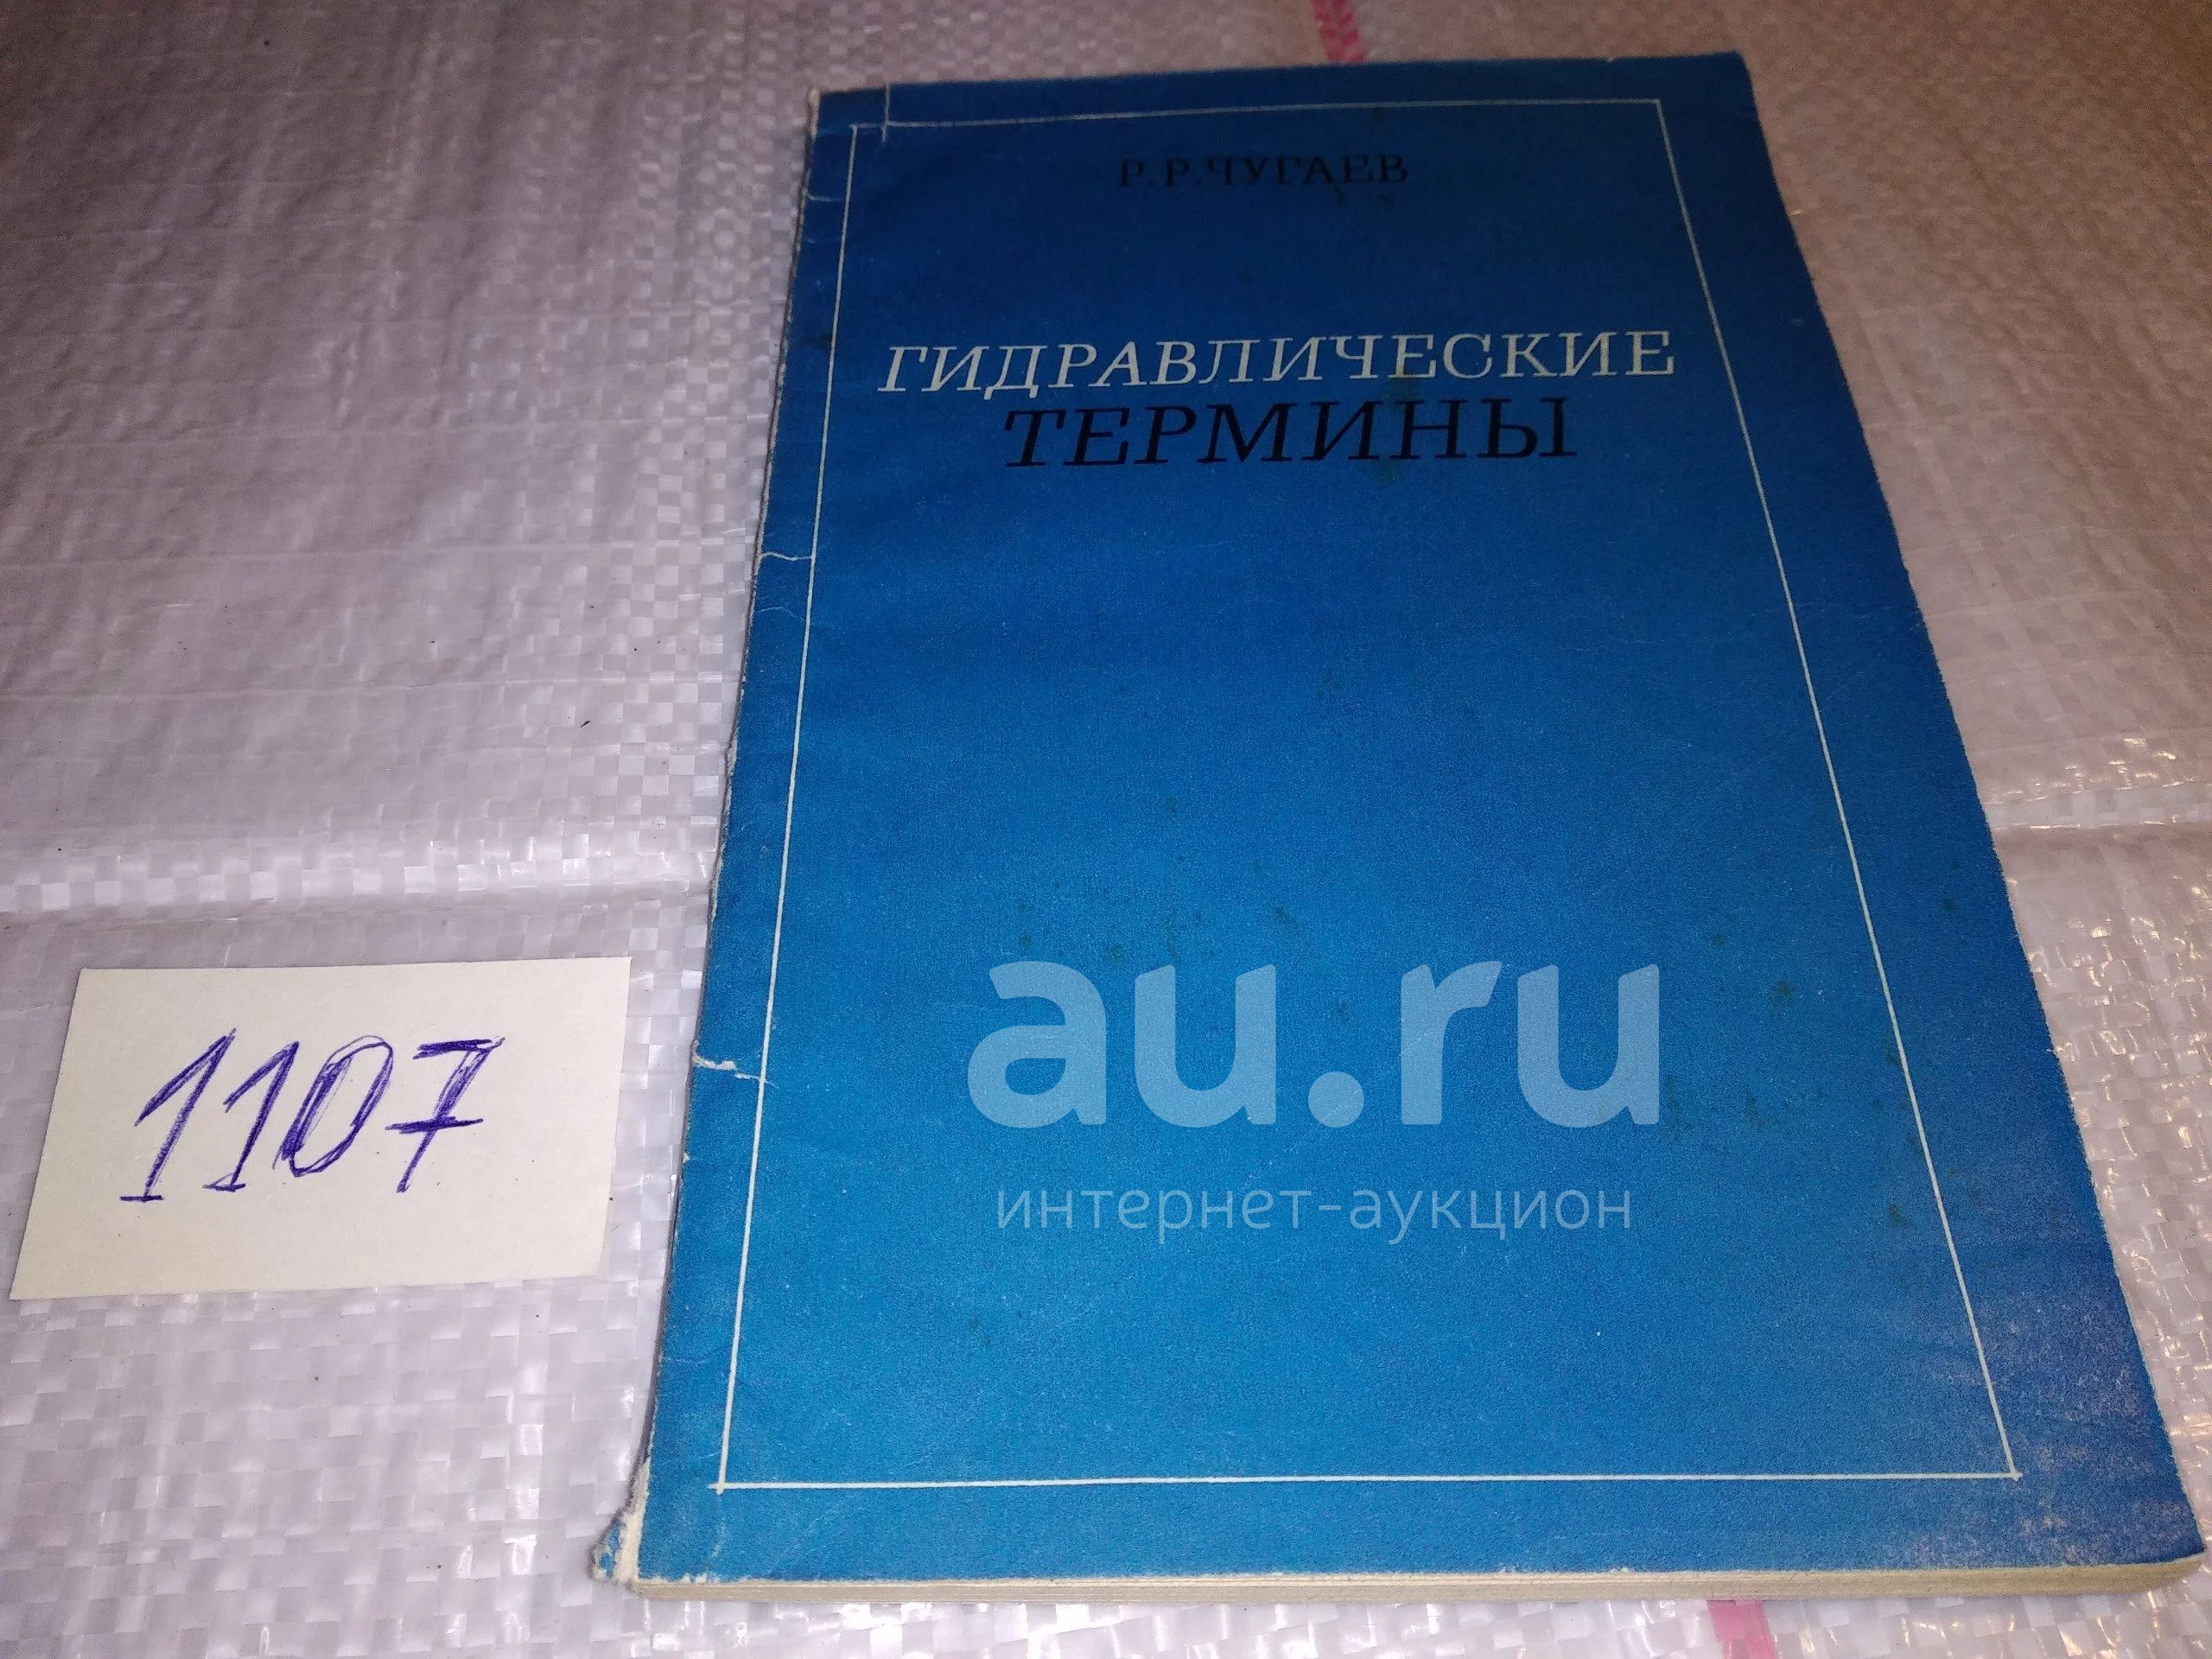 Р.Р.ЧУГАЕВ
ГИДРАВЛИЧЕСКИЕ
ТЕРМИНЫ
au.ru
интернет-аукцион
1107